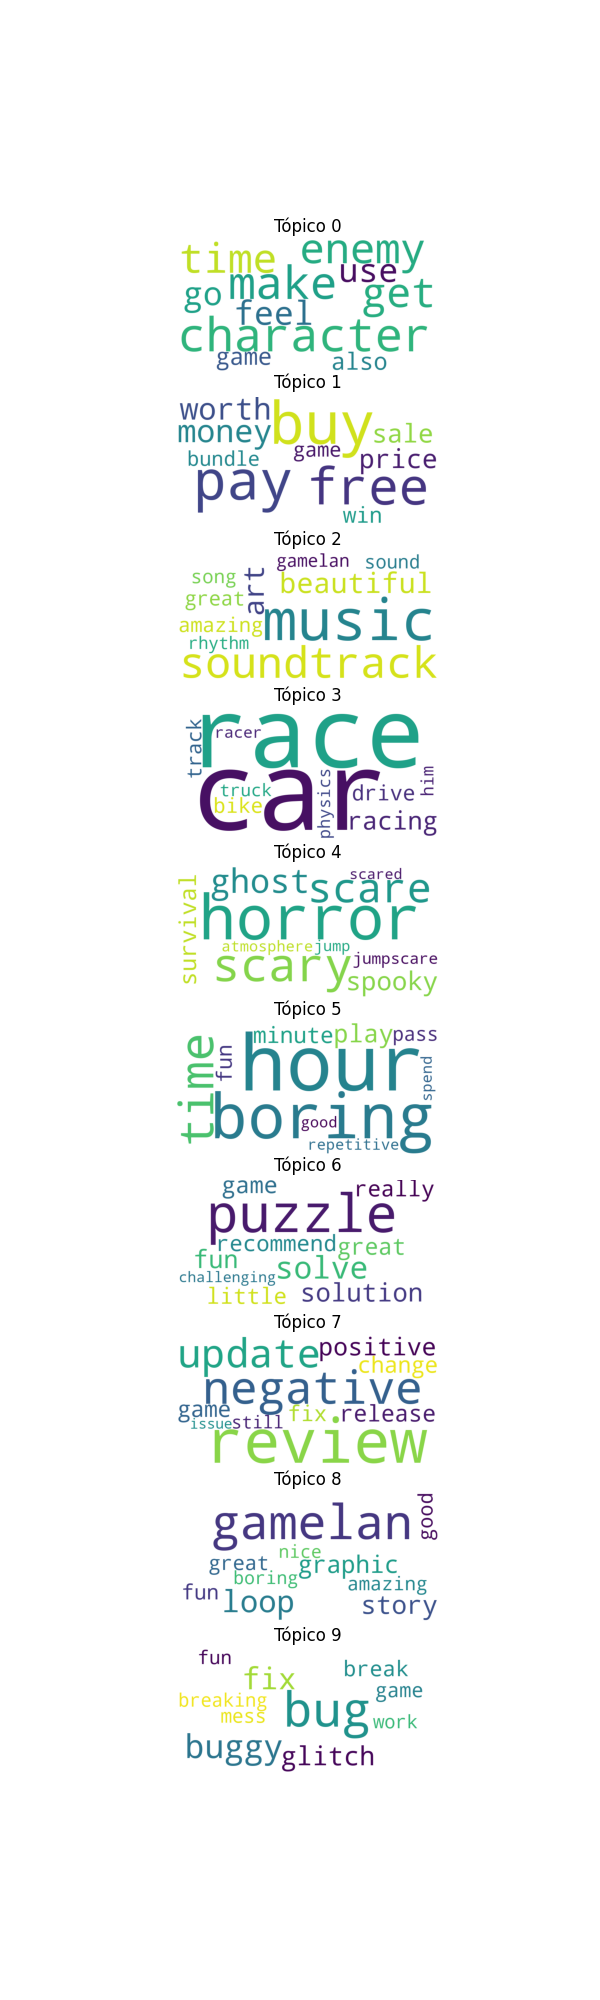 Tópico 0
time enemy
make use
go get
feel
character
game also
Tópico 1
worth buy
money sale
game
bundle price
pay free
win
Tópico 2
gamelan sound
song art beautiful
great
amazing music
rhythm
soundtrack
Tópico 3
race
track racer
car
truck physics drive him
bike
racing
Tópico 4
scared
ghost scare
survival horror
atmosphere jump
scary jumpscare
spooky
Tópico 5
minute play pass
time fun hour spend
boring
good
repetitive
Tópico 6
game really
puzzle
recommend great
fun solve
challenging
little solution
Tópico 7
update positive
change
negative
game fix release
issue still
review
Tópico 8
gamelan good
nice
great graphic
boring amazing
fun loop story
Tópico 9
fun break
fix game
breaking bug
mess work
buggy glitch